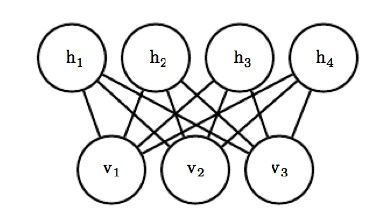 h₁ h₂ h₃ h₄
v₁ v₂ v₃